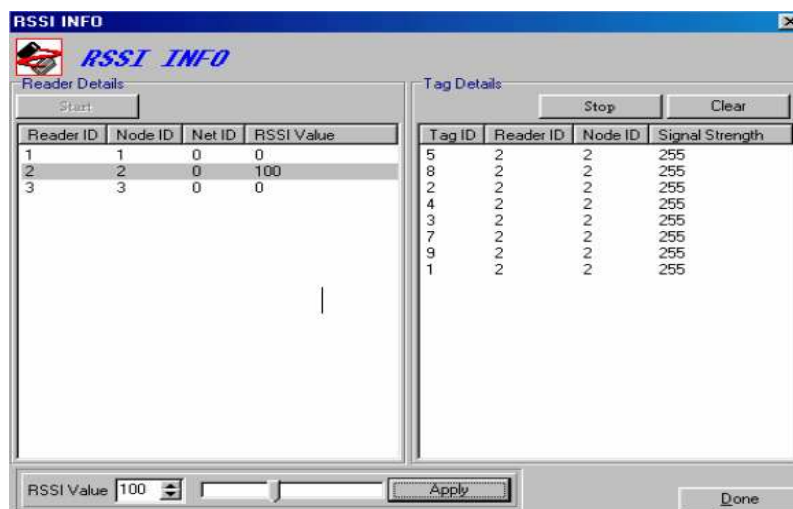 RSSI INFO
RSSI INFO
Reader Details
Start
Reader ID Node ID Net ID RSSI Value
1 1 0 0
2 2 0 100
3 3 0 0
Tag Details
Stop Clear
Tag ID Reader ID Node ID Signal Strength
5 2 2 255
8 2 2 255
2 2 2 255
4 2 2 255
3 2 2 255
7 2 2 255
9 2 2 255
1 2 2 255
RSSI Value 100 Apply
Done